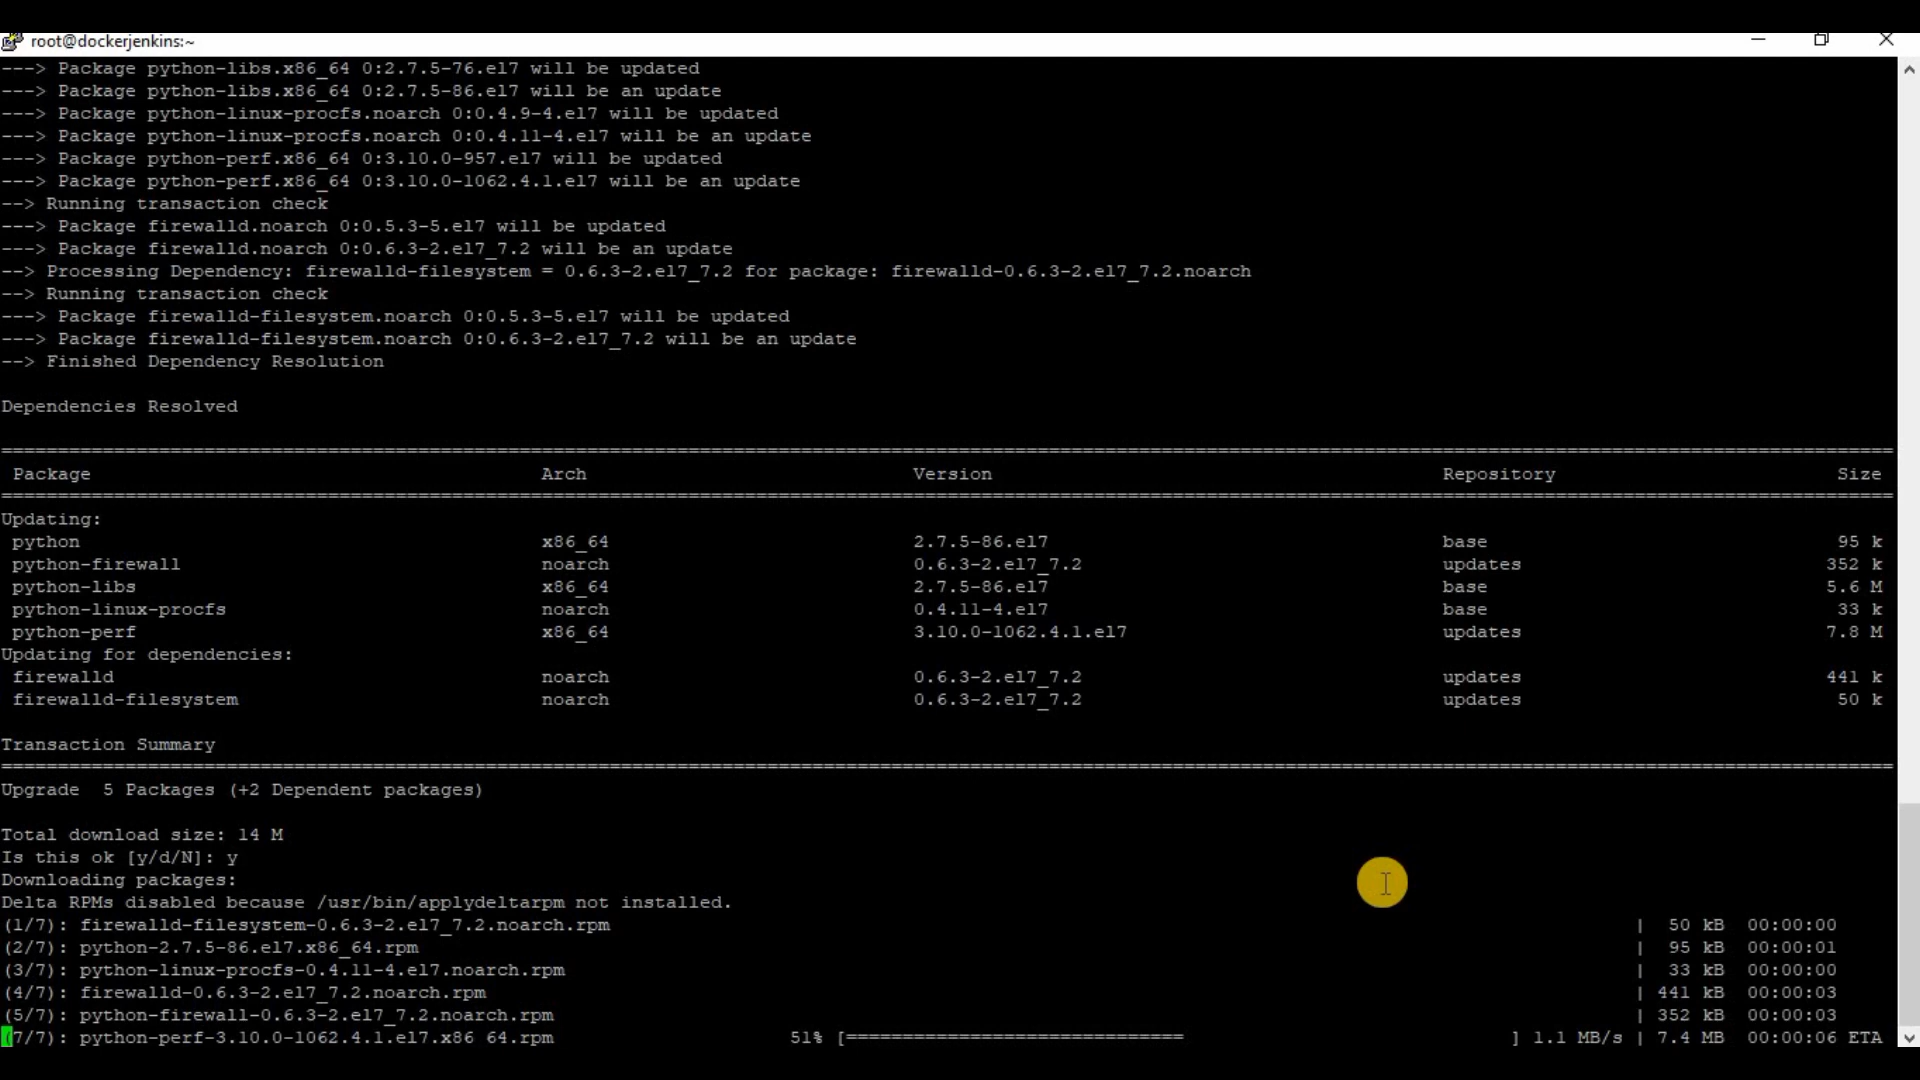 root@dockerjenkins:~
---> Package python-libs.x86_64 0:2.7.5-76.el7 will be updated
---> Package python-libs.x86_64 0:2.7.5-86.el7 will be an update
---> Package python-linux-procfs.noarch 0:0.4.9-4.el7 will be updated
---> Package python-linux-procfs.noarch 0:0.4.11-4.el7 will be an update
---> Package python-perf.x86_64 0:3.10.0-957.el7 will be updated
---> Package python-perf.x86_64 0:3.10.0-1062.4.1.el7 will be an update
--> Running transaction check
---> Package firewalld.noarch 0:0.5.3-5.el7 will be updated
---> Package firewalld.noarch 0:0.6.3-2.el7_7.2 will be an update
--> Processing Dependency: firewalld-filesystem = 0.6.3-2.el7_7.2 for package: firewalld-0.6.3-2.el7_7.2.noarch
--> Running transaction check
---> Package firewalld-filesystem.noarch 0:0.5.3-5.el7 will be updated
---> Package firewalld-filesystem.noarch 0:0.6.3-2.el7_7.2 will be an update
--> Finished Dependency Resolution
Dependencies Resolved
Package Arch Version Repository Size
Updating:
python x86_64 2.7.5-86.el7 base 95 k
python-firewall noarch 0.6.3-2.el7_7.2 updates 352 k
python-libs x86_64 2.7.5-86.el7 base 5.6 M
python-linux-procfs noarch 0.4.11-4.el7 base 33 k
python-perf x86_64 3.10.0-1062.4.1.el7 updates 7.8 M
Updating for dependencies:
firewalld noarch 0.6.3-2.el7_7.2 updates 441 k
firewalld-filesystem noarch 0.6.3-2.el7_7.2 updates 50 k
Transaction Summary
Upgrade 5 Packages (+2 Dependent packages)
Total download size: 14 M
Is this ok [y/d/N]: y
Downloading packages:
Delta RPMs disabled because /usr/bin/applydeltarpm not installed.
(1/7): firewalld-filesystem-0.6.3-2.el7_7.2.noarch.rpm | 50 kB 00:00:00
(2/7): python-2.7.5-86.el7.x86_64.rpm | 95 kB 00:00:01
(3/7): python-linux-procfs-0.4.11-4.el7.noarch.rpm | 33 kB 00:00:00
(4/7): firewalld-0.6.3-2.el7_7.2.noarch.rpm | 441 kB 00:00:03
(5/7): python-firewall-0.6.3-2.el7_7.2.noarch.rpm | 352 kB 00:00:03
(7/7): python-perf-3.10.0-1062.4.1.el7.x86_64.rpm 51% [============================== ] 1.1 MB/s | 7.4 MB 00:00:06 ETA